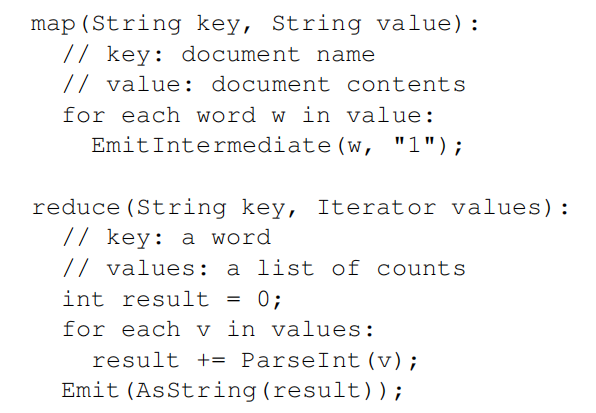 map(String key, String value):
// key: document name
// value: document contents
for each word w in value:
EmitIntermediate(w, "1");
reduce(String key, Iterator values):
// key: a word
// values: a list of counts
int result = 0;
for each v in values:
result += ParseInt(v);
Emit(AsString(result));